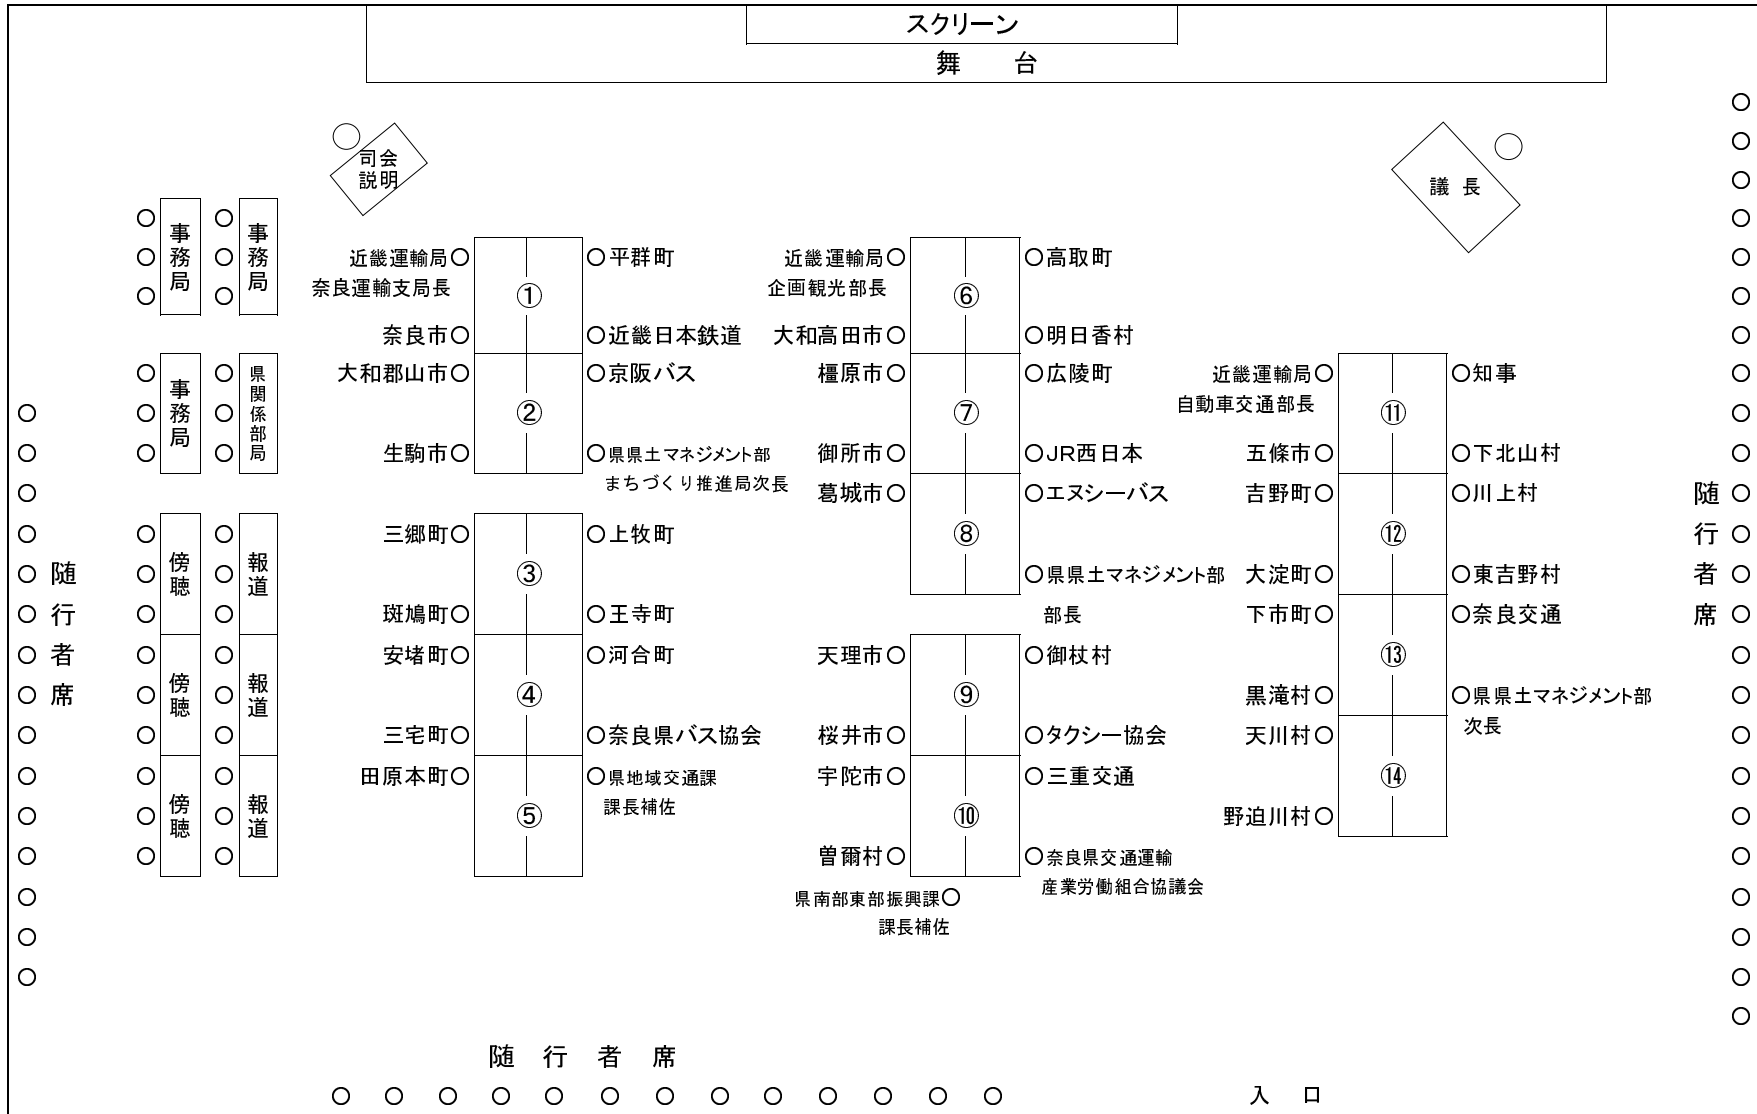 スクリーン
舞 台
司会
説明
議 長
事務局
事務局
事務局
県関係部局
傍聴
報道
傍聴
報道
傍聴
報道
随行者席
近畿運輸局
奈良運輸支局長
平群町
①
奈良市
近畿日本鉄道
大和郡山市
京阪バス
②
生駒市
県県土マネジメント部
まちづくり推進局次長
三郷町
上牧町
③
斑鳩町
王寺町
安堵町
河合町
④
三宅町
奈良県バス協会
田原本町
県地域交通課
課長補佐
⑤
近畿運輸局
企画観光部長
高取町
⑥
大和高田市
明日香村
橿原市
広陵町
⑦
御所市
JR西日本
葛城市
エヌシーバス
⑧
県県土マネジメント部
部長
天理市
御杖村
⑨
桜井市
タクシー協会
宇陀市
三重交通
⑩
曽爾村
奈良県交通運輸
産業労働組合協議会
県南部東部振興課
課長補佐
近畿運輸局
自動車交通部長
知事
⑪
五條市
下北山村
吉野町
川上村
⑫
大淀町
東吉野村
下市町
奈良交通
⑬
黒滝村
県県土マネジメント部
次長
天川村
⑭
野迫川村
随行者席
随 行 者 席
入 口